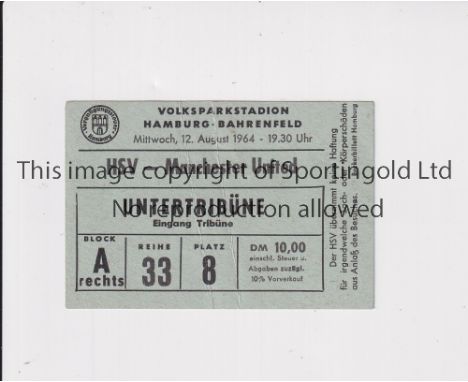 VOLKSPARKSTADION
HAMBURG-BAHRENFELD
Mittwoch, 12. August 1964 - 19.30 Uhr
HSV — Manchester United
This image copyright of Sportingold Ltd
UNTERTRIBÜNE
No reproduction allowed
Eingang Tribüne
BLOCK
A
rechts
REIHE
33
PLATZ
8
DM 10,00
einschl. Steuer u.
Abgaben zuzügl.
10% Vorverkauf
Der HSV übernimmt keine Haftung
für irgendwelche Sach- oder Körperschäden
aus Anlaß des Besuches.
Hamburg